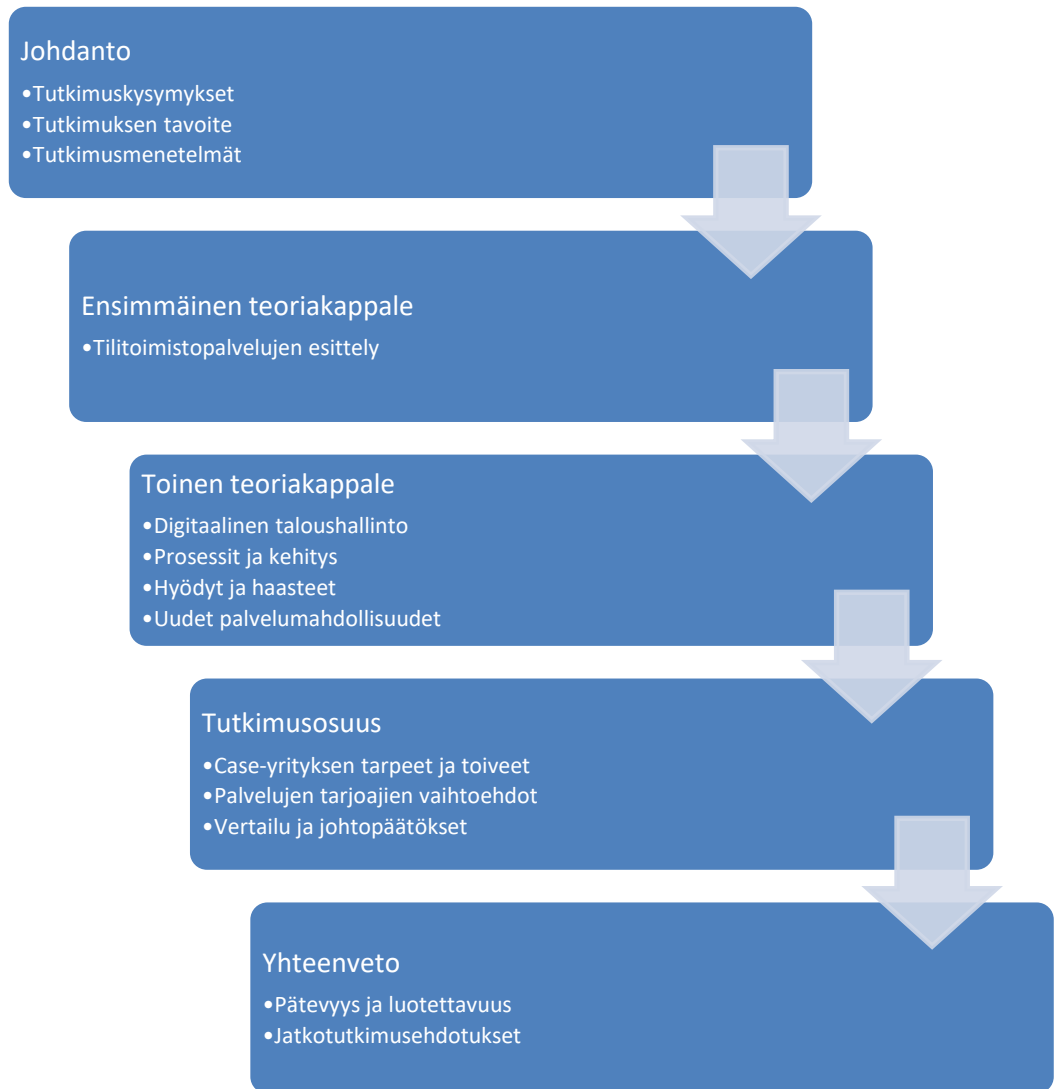 Johdanto
•Tutkimuskysymykset
•Tutkimuksen tavoite
•Tutkimusmenetelmät
Ensimmäinen teoriakappale
•Tilitoimistopalvelujen esittely
Toinen teoriakappale
•Digitaalinen taloushallinto
•Prosessit ja kehitys
•Hyödyt ja haasteet
•Uudet palvelumahdollisuudet
Tutkimusosuus
•Case-yrityksen tarpeet ja toiveet
•Palvelujen tarjoajien vaihtoehdot
•Vertailu ja johtopäätökset
Yhteenveto
•Pätevyys ja luotettavuus
•Jatkotutkimusehdotukset